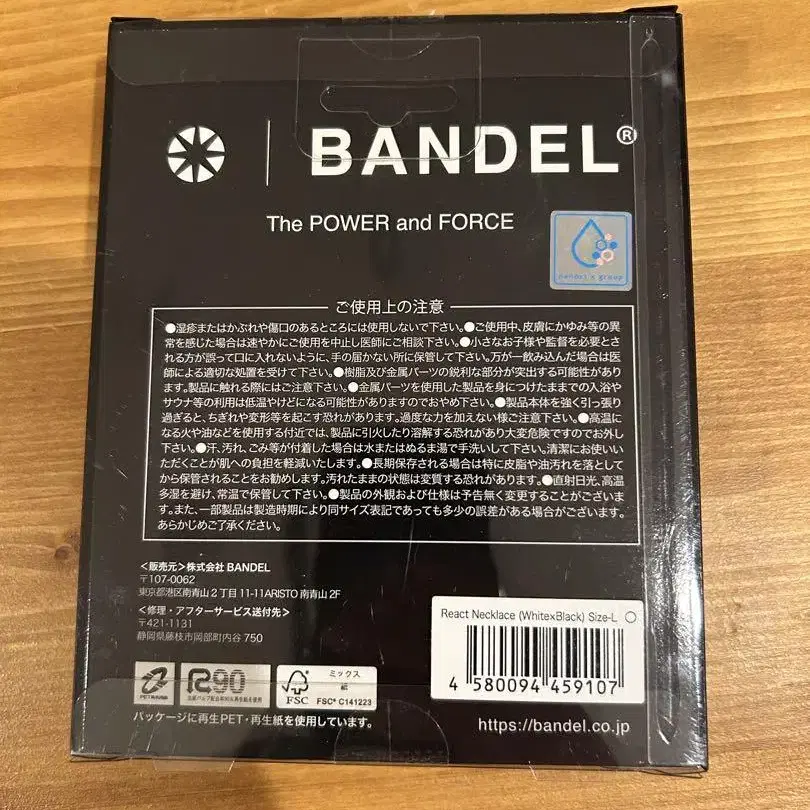 BANDEL®
The POWER and FORCE
ご使用上の注意
●湿疹またはかぶれや傷口のあるところには使用しないで下さい。●ご使用中、皮膚にかゆみ等の異
常を感じた場合は速やかにご使用を中止し医師にご相談下さい。●小さなお子様や監督を必要とさ
れる方が誤って口に入れないように、手の届かない所に保管して下さい。万が一飲み込んだ場合は医
師による適切な処置を受けて下さい。●樹脂及び金属パーツの鋭利な部分が突出する可能性があり
ます。製品に触れる際にはご注意下さい。●金属パーツを使用した製品を身につけたままでの入浴や
サウナ等の利用は低温やけどになる可能性がありますのでおやめ下さい。●製品本体を強く引っ張り
過ぎると、ちぎれや変形等を起こす恐れがあります。過度な力を加えない様ご注意下さい。●高温に
なる火や油などを使用する付近では、製品に引火したり溶解する恐れがあり大変危険ですのでお外し
下さい。●汗、汚れ、ごみ等が付着した場合は水またはぬるま湯で手洗いして下さい。清潔にお使いい
ただくことが肌への負担を軽減いたします。●長期保存される場合は特に皮脂や油汚れを落として
から保管されることをお勧めします。汚れたままの状態は変質する恐れがあります。●直射日光、高温
多湿を避け、常温で保管して下さい。●製品の外観および仕様は予告無く変更することがございま
す。また、一部製品は製造時期により同サイズ表記であっても多少の誤差がある場合がございます。
あらかじめご了承ください。
<販売元>株式会社 BANDEL
〒107-0062
東京都港区南青山 2 丁目 11-11ARISTO 南青山 2F
<修理・アフターサービス送付先>
〒421-1131
静岡県藤枝市岡部町内谷 750
React Necklace (White×Black) Size-L
4 580094 459107
R90
古紙パルプ配合率90%再生紙を使用
FSC
ミックス
紙
FSC® C141223
パッケージに再生PET・再生紙を使用しています。
https://bandel.co.jp